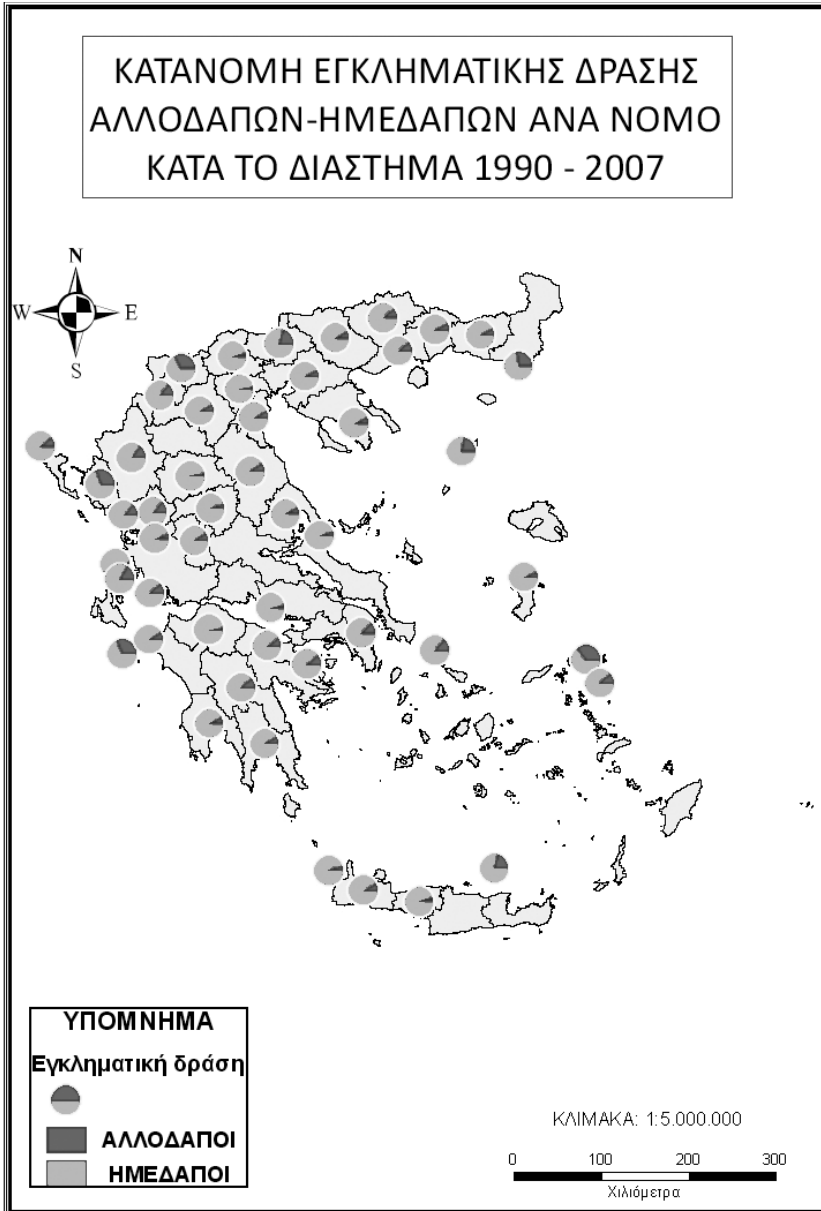 ΚΑΤΑΝΟΜΗ ΕΓΚΛΗΜΑΤΙΚΗΣ ΔΡΑΣΗΣ
ΑΛΛΟΔΑΠΩΝ-ΗΜΕΔΑΠΩΝ ΑΝΑ ΝΟΜΟ
ΚΑΤΑ ΤΟ ΔΙΑΣΤΗΜΑ 1990 - 2007
N
W E
S
ΥΠΟΜΝΗΜΑ
Εγκληματική δράση
ΑΛΛΟΔΑΠΟΙ
ΗΜΕΔΑΠΟΙ
ΚΛΙΜΑΚΑ: 1:5.000.000
0 100 200 300
Χιλιόμετρα